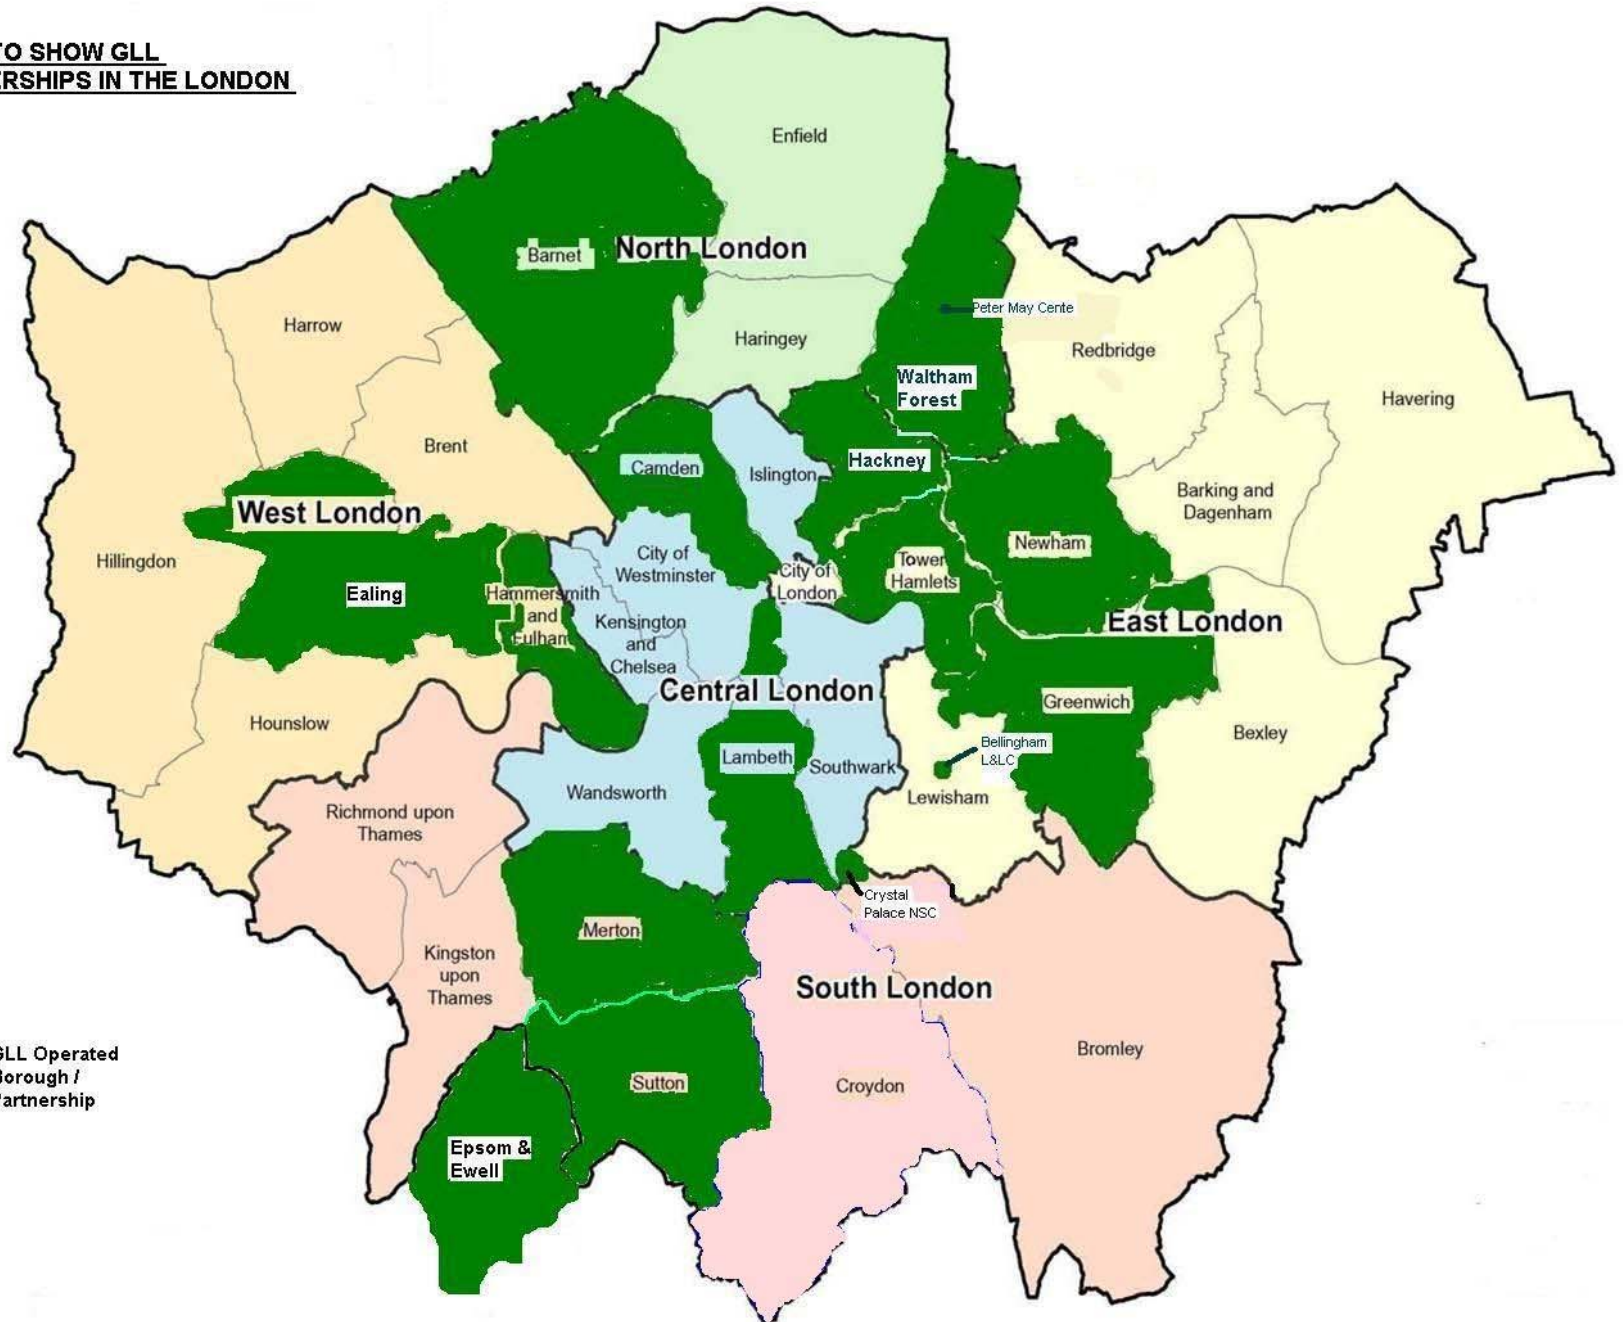 TO SHOW GLL
ERSHIPS IN THE LONDON
Enfield
Barnet
North London
Peter May Cente
Harrow
Haringey
Redbridge
Waltham
Forest
Havering
Brent
Camden
Islington
Hackney
Barking and
Dagenham
West London
Hillingdon
Ealing
Hammersmith
and
Fulham
City of
Westminster
Kensington
and
Chelsea
City of
London
Tower
Hamlets
Newham
East London
Central London
Greenwich
Hounslow
Bexley
Bellingham
L&LC
Lambeth
Southwark
Lewisham
Wandsworth
Richmond upon
Thames
Crystal
Palace NSC
Merton
Kingston
upon
Thames
South London
GLL Operated
Borough /
Partnership
Sutton
Croydon
Bromley
Epsom &
Ewell